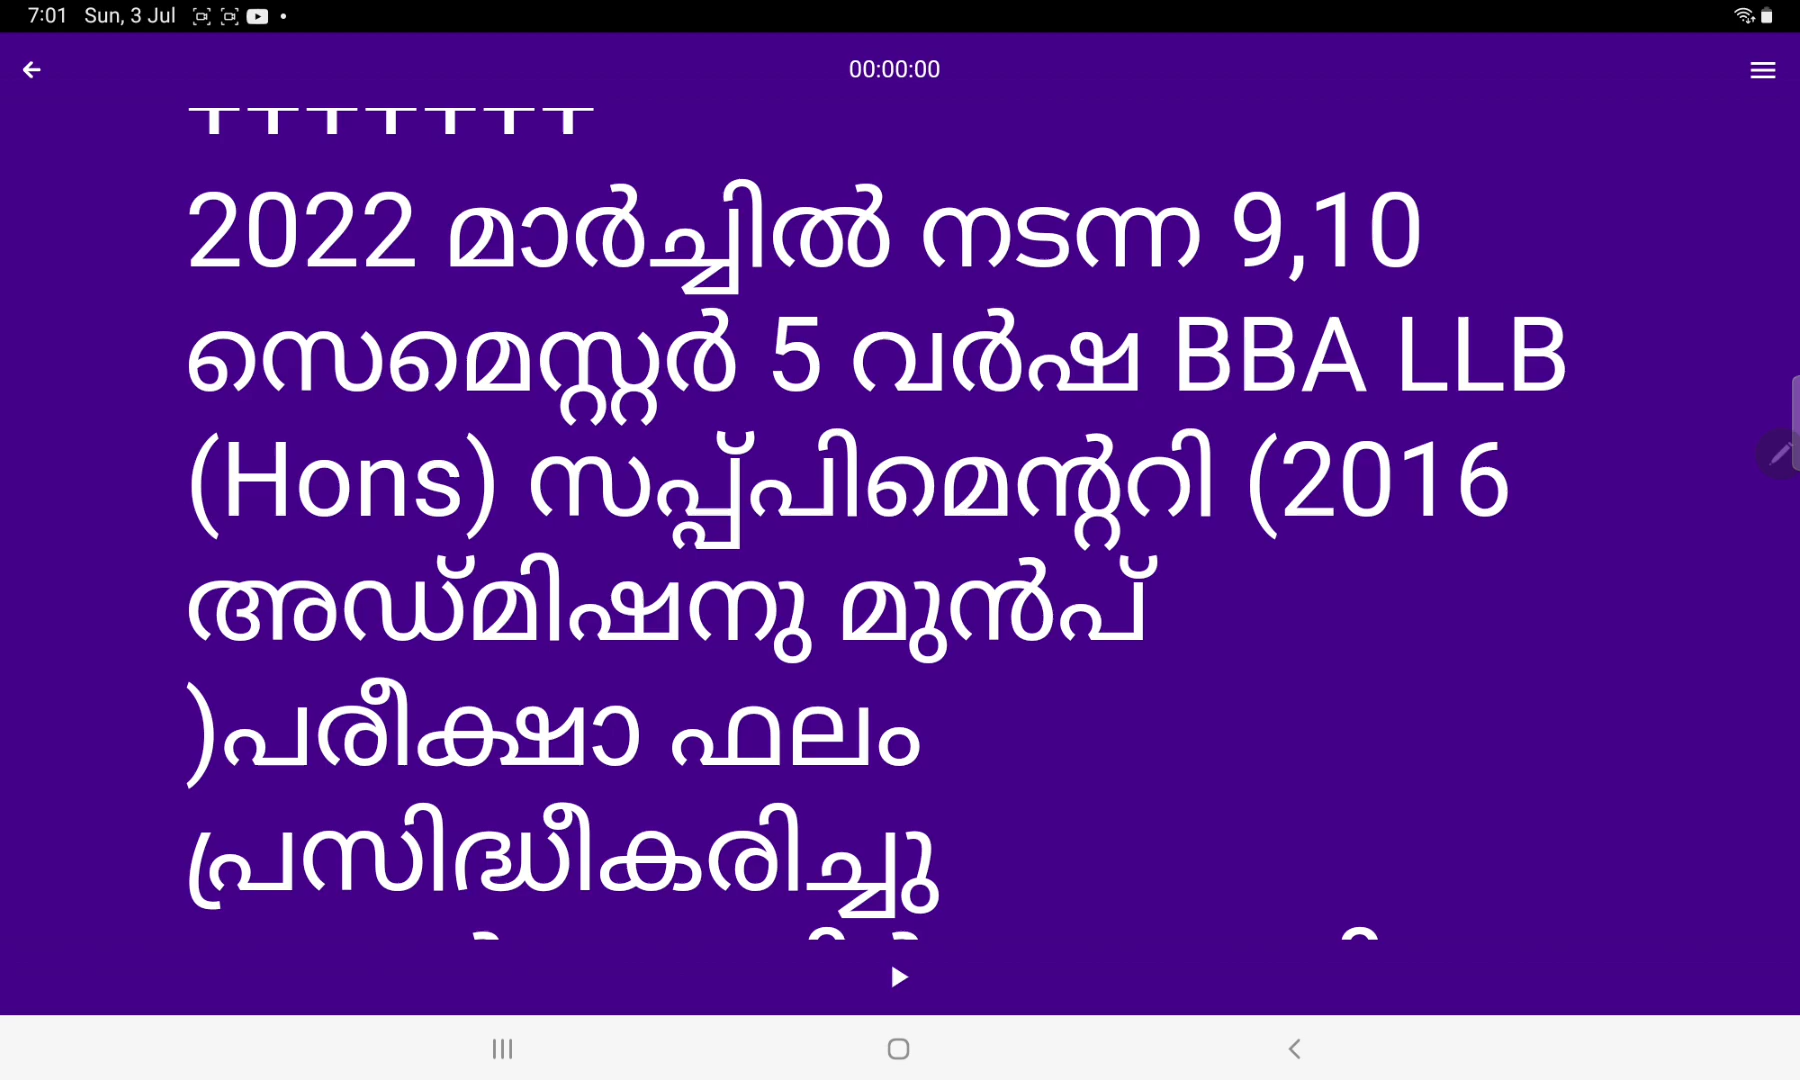 7:01 Sun, 3 Jul
00:00:00
2022 മാർച്ചിൽ നടന്ന 9,10
സെമെസ്റ്റർ 5 വർഷ BBA LLB
(Hons) സപ്പ്പിമെന്ററി (2016
അഡ്മിഷനു മുൻപ്
)പരീക്ഷാ ഫലം
പ്രസിദ്ധീകരിച്ചു